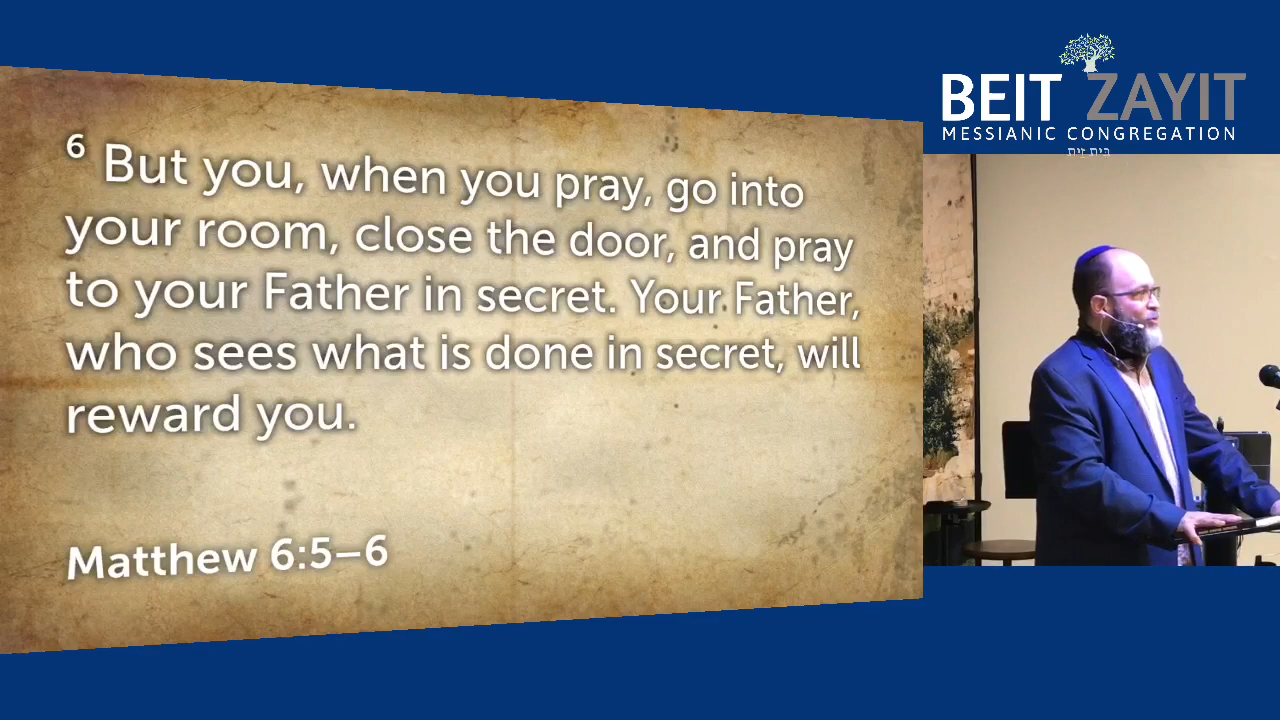 ⁶ But you, when you pray, go into
your room, close the door, and pray
to your Father in secret. Your Father,
who sees what is done in secret, will
reward you.
Matthew 6:5–6
BEIT ZAYIT
MESSIANIC CONGREGATION
בית זית